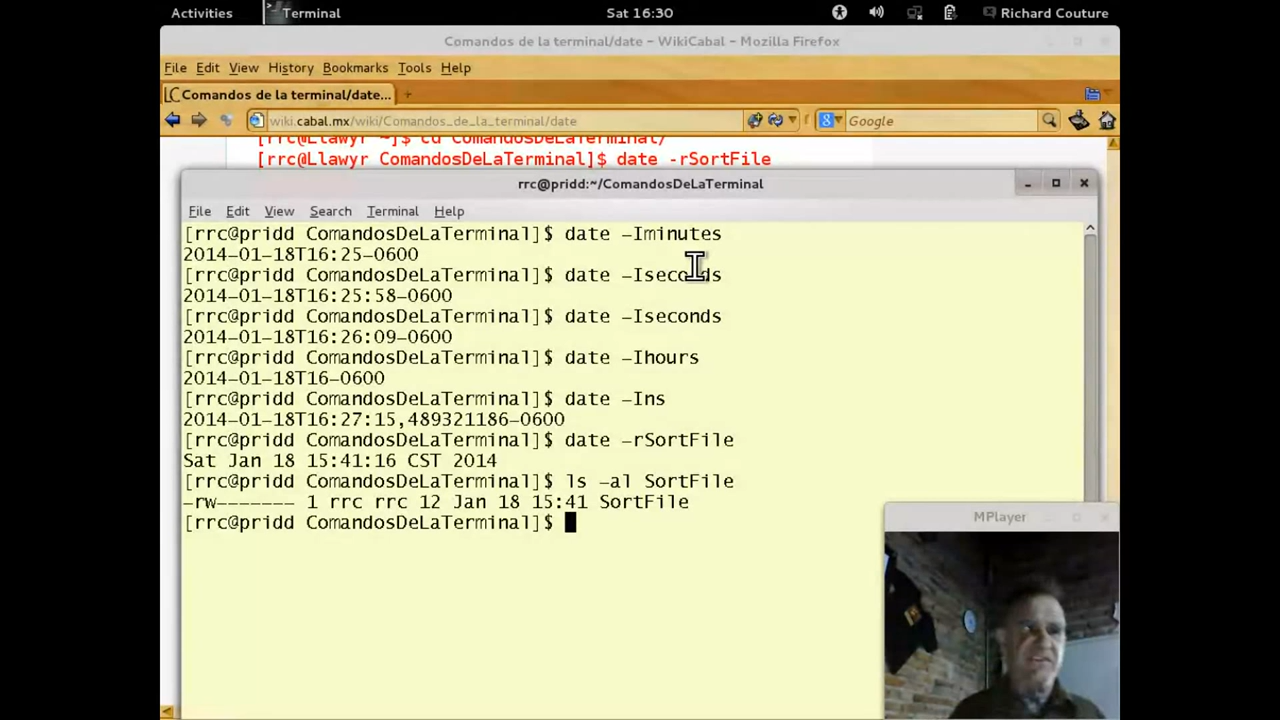 Activities Terminal Sat 16:30 Richard Couture
Comandos de la terminal/date – WikiCabal – Mozilla Firefox
File Edit View History Bookmarks Tools Help
Comandos de la terminal/date...
wiki.cabal.mx/wiki/Comandos_de_la_terminal/date Google
[rrc@Llawyr ~]$ cd ComandosDeLaTerminal/
[rrc@Llawyr ComandosDeLaTerminal]$ date -rSortFile
rrc@pridd:~/ComandosDeLaTerminal
File Edit View Search Terminal Help
[rrc@pridd ComandosDeLaTerminal]$ date -Iminutes
2014-01-18T16:25-0600
[rrc@pridd ComandosDeLaTerminal]$ date -Iseconds
2014-01-18T16:25:58-0600
[rrc@pridd ComandosDeLaTerminal]$ date -Iseconds
2014-01-18T16:26:09-0600
[rrc@pridd ComandosDeLaTerminal]$ date -Ihours
2014-01-18T16-0600
[rrc@pridd ComandosDeLaTerminal]$ date -Ins
2014-01-18T16:27:15,489321186-0600
[rrc@pridd ComandosDeLaTerminal]$ date -rSortFile
Sat Jan 18 15:41:16 CST 2014
[rrc@pridd ComandosDeLaTerminal]$ ls -al SortFile
-rw------- 1 rrc rrc 12 Jan 18 15:41 SortFile
[rrc@pridd ComandosDeLaTerminal]$
MPlayer